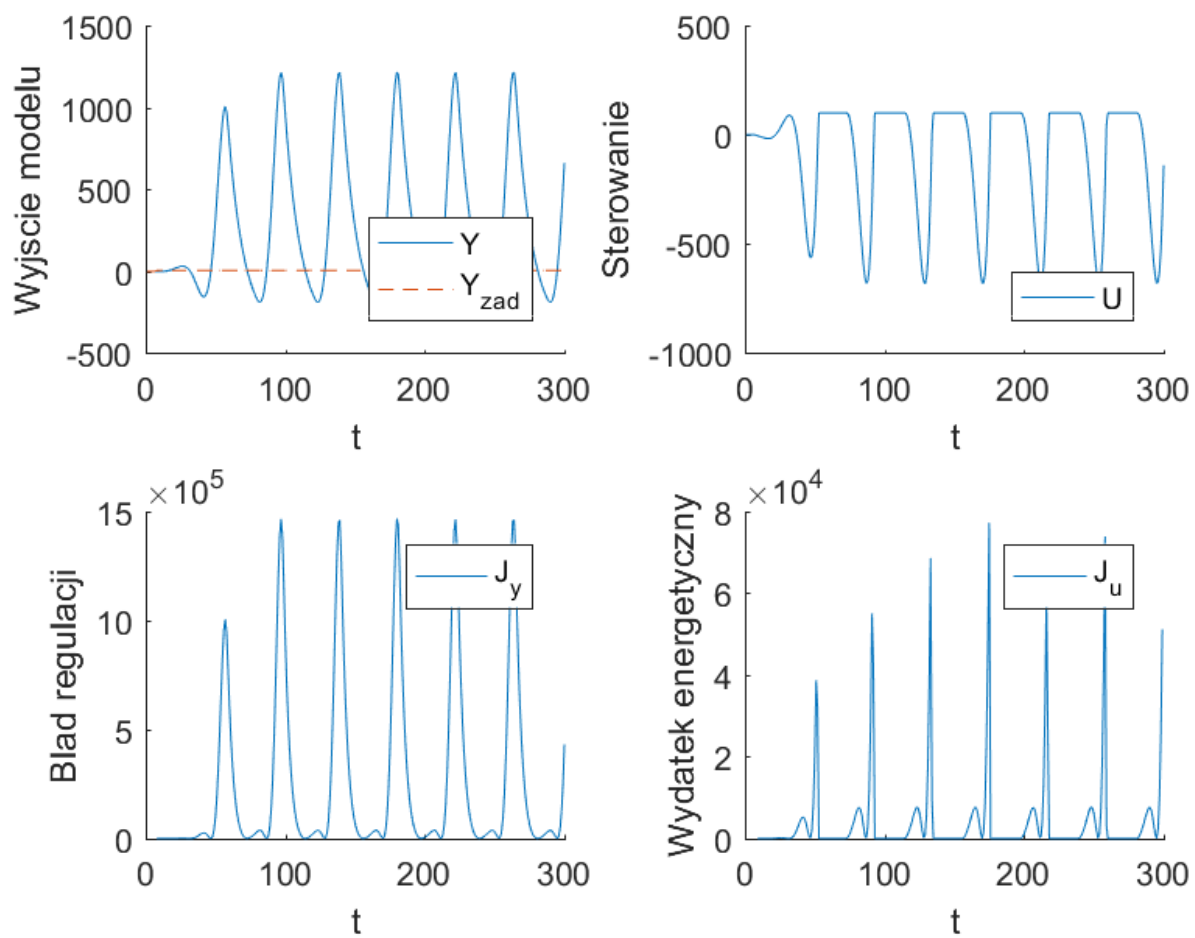 Wyjscie modelu
1500
1000
500
0
-500
0 100 200 300
t
Y
Y_zad
Sterowanie
500
0
-500
-1000
0 100 200 300
t
U
Blad regulacji
×10^5
15
10
5
0
0 100 200 300
t
J_y
Wydatek energetyczny
×10^4
8
6
4
2
0
0 100 200 300
t
J_u